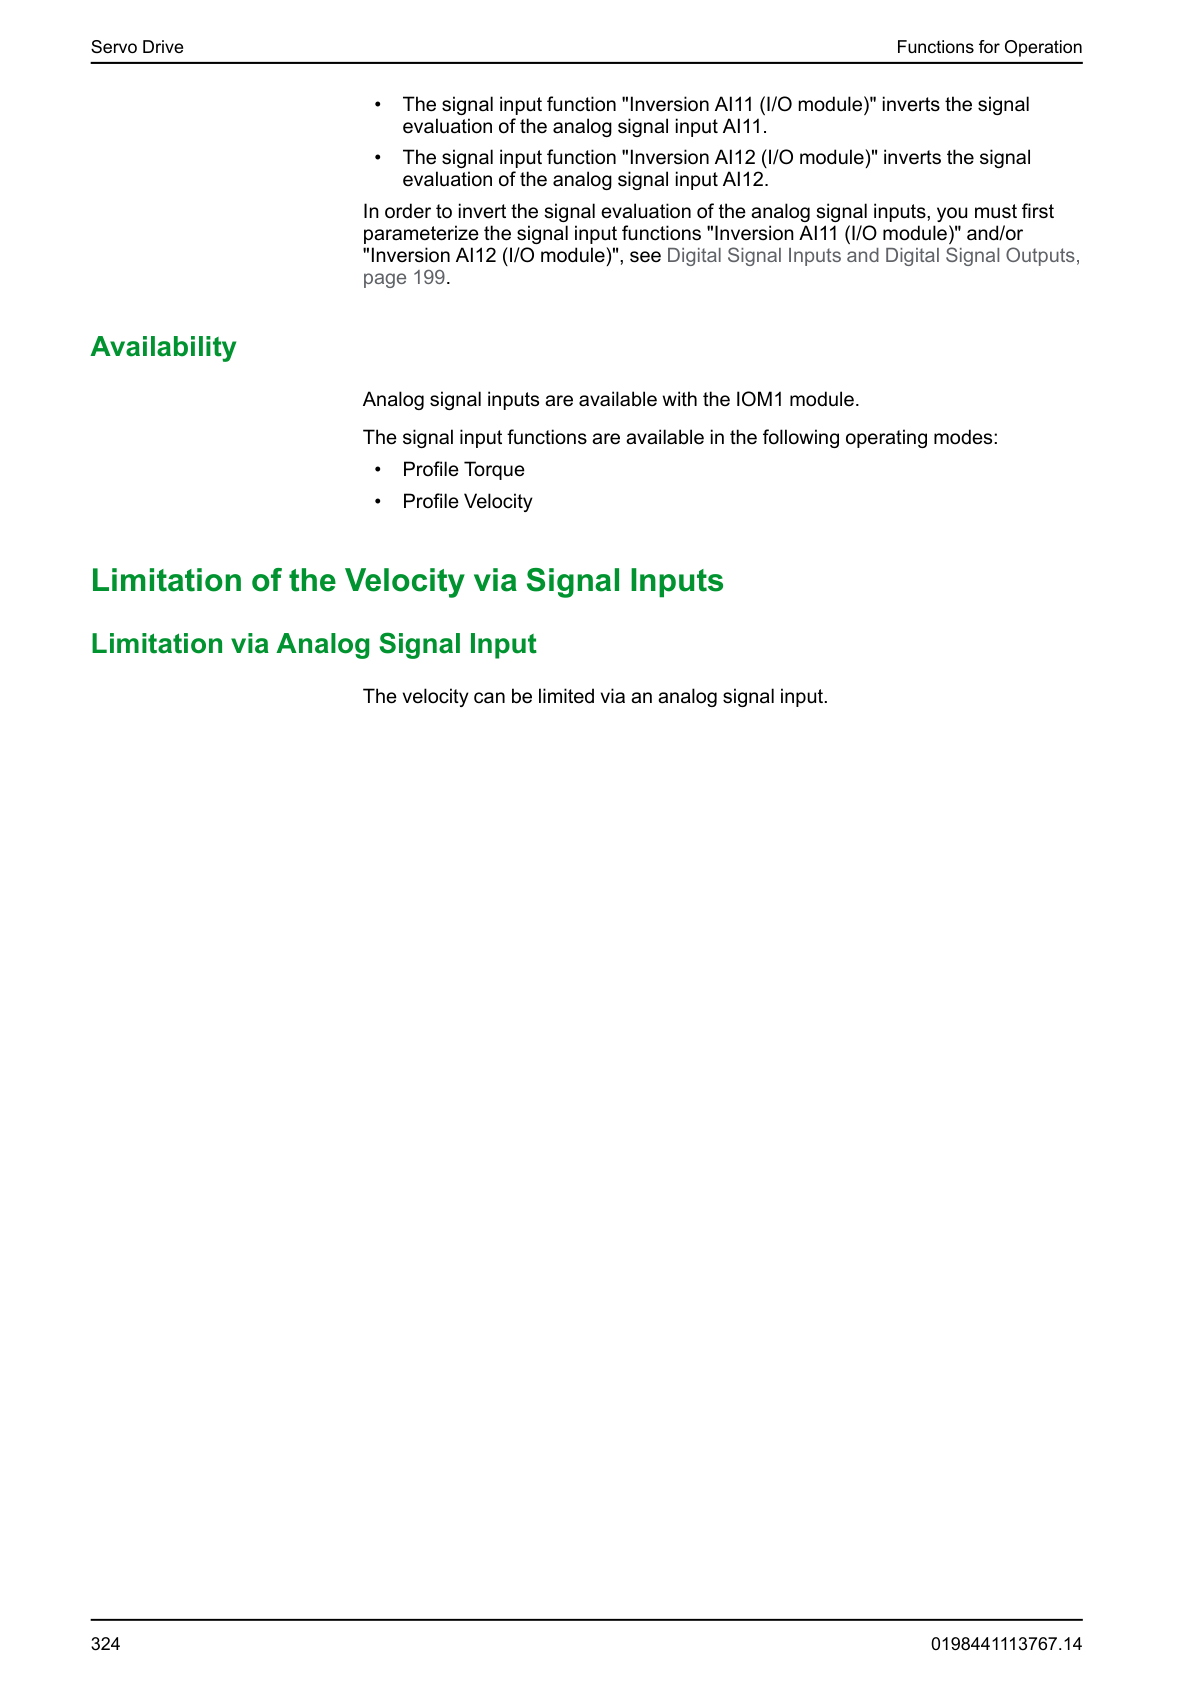 Servo Drive
Functions for Operation
• The signal input function "Inversion AI11 (I/O module)" inverts the signal
evaluation of the analog signal input AI11.
• The signal input function "Inversion AI12 (I/O module)" inverts the signal
evaluation of the analog signal input AI12.
In order to invert the signal evaluation of the analog signal inputs, you must first
parameterize the signal input functions "Inversion AI11 (I/O module)" and/or
"Inversion AI12 (I/O module)", see Digital Signal Inputs and Digital Signal Outputs,
page 199.
Availability
Analog signal inputs are available with the IOM1 module.
The signal input functions are available in the following operating modes:
• Profile Torque
• Profile Velocity
Limitation of the Velocity via Signal Inputs
Limitation via Analog Signal Input
The velocity can be limited via an analog signal input.
324
0198441113767.14